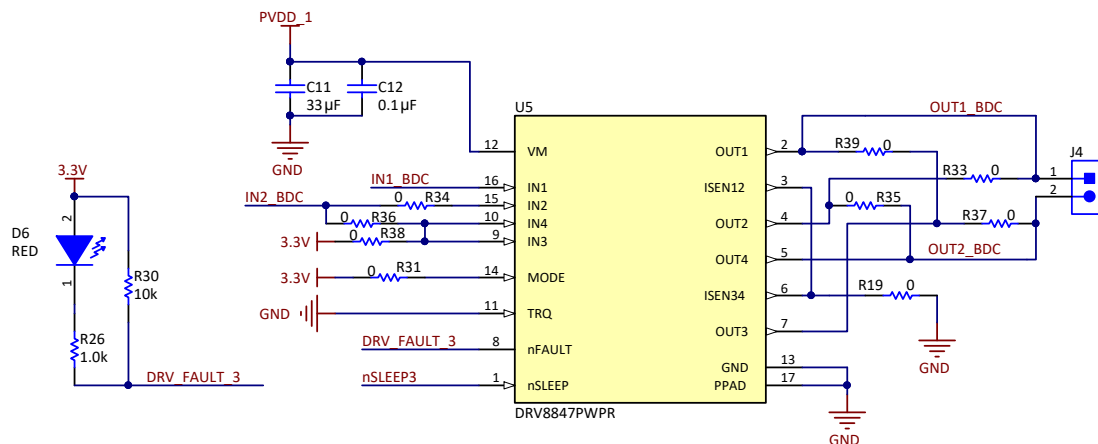 PVDD_1
C11
33µF
C12
0.1µF
GND
3.3V
2
D6
RED
1
R30
10k
R26
1.0k
DRV_FAULT_3
U5
12 VM
IN1_BDC 16 IN1
IN2_BDC 0 R34 15 IN2
0 R36 10 IN4
3.3V 0 R38 9 IN3
3.3V 0 R31 14 MODE
GND 11 TRQ
DRV_FAULT_3 8 nFAULT
nSLEEP3 1 nSLEEP
DRV8847PWPR
OUT1 2
ISEN12 3
OUT2 4
OUT4 5
ISEN34 6
OUT3 7
GND 13
PPAD 17
GND
OUT1_BDC
R39 0
R33 0
R35
0
R37 0
OUT2_BDC
R19 0
GND
J4
1
2